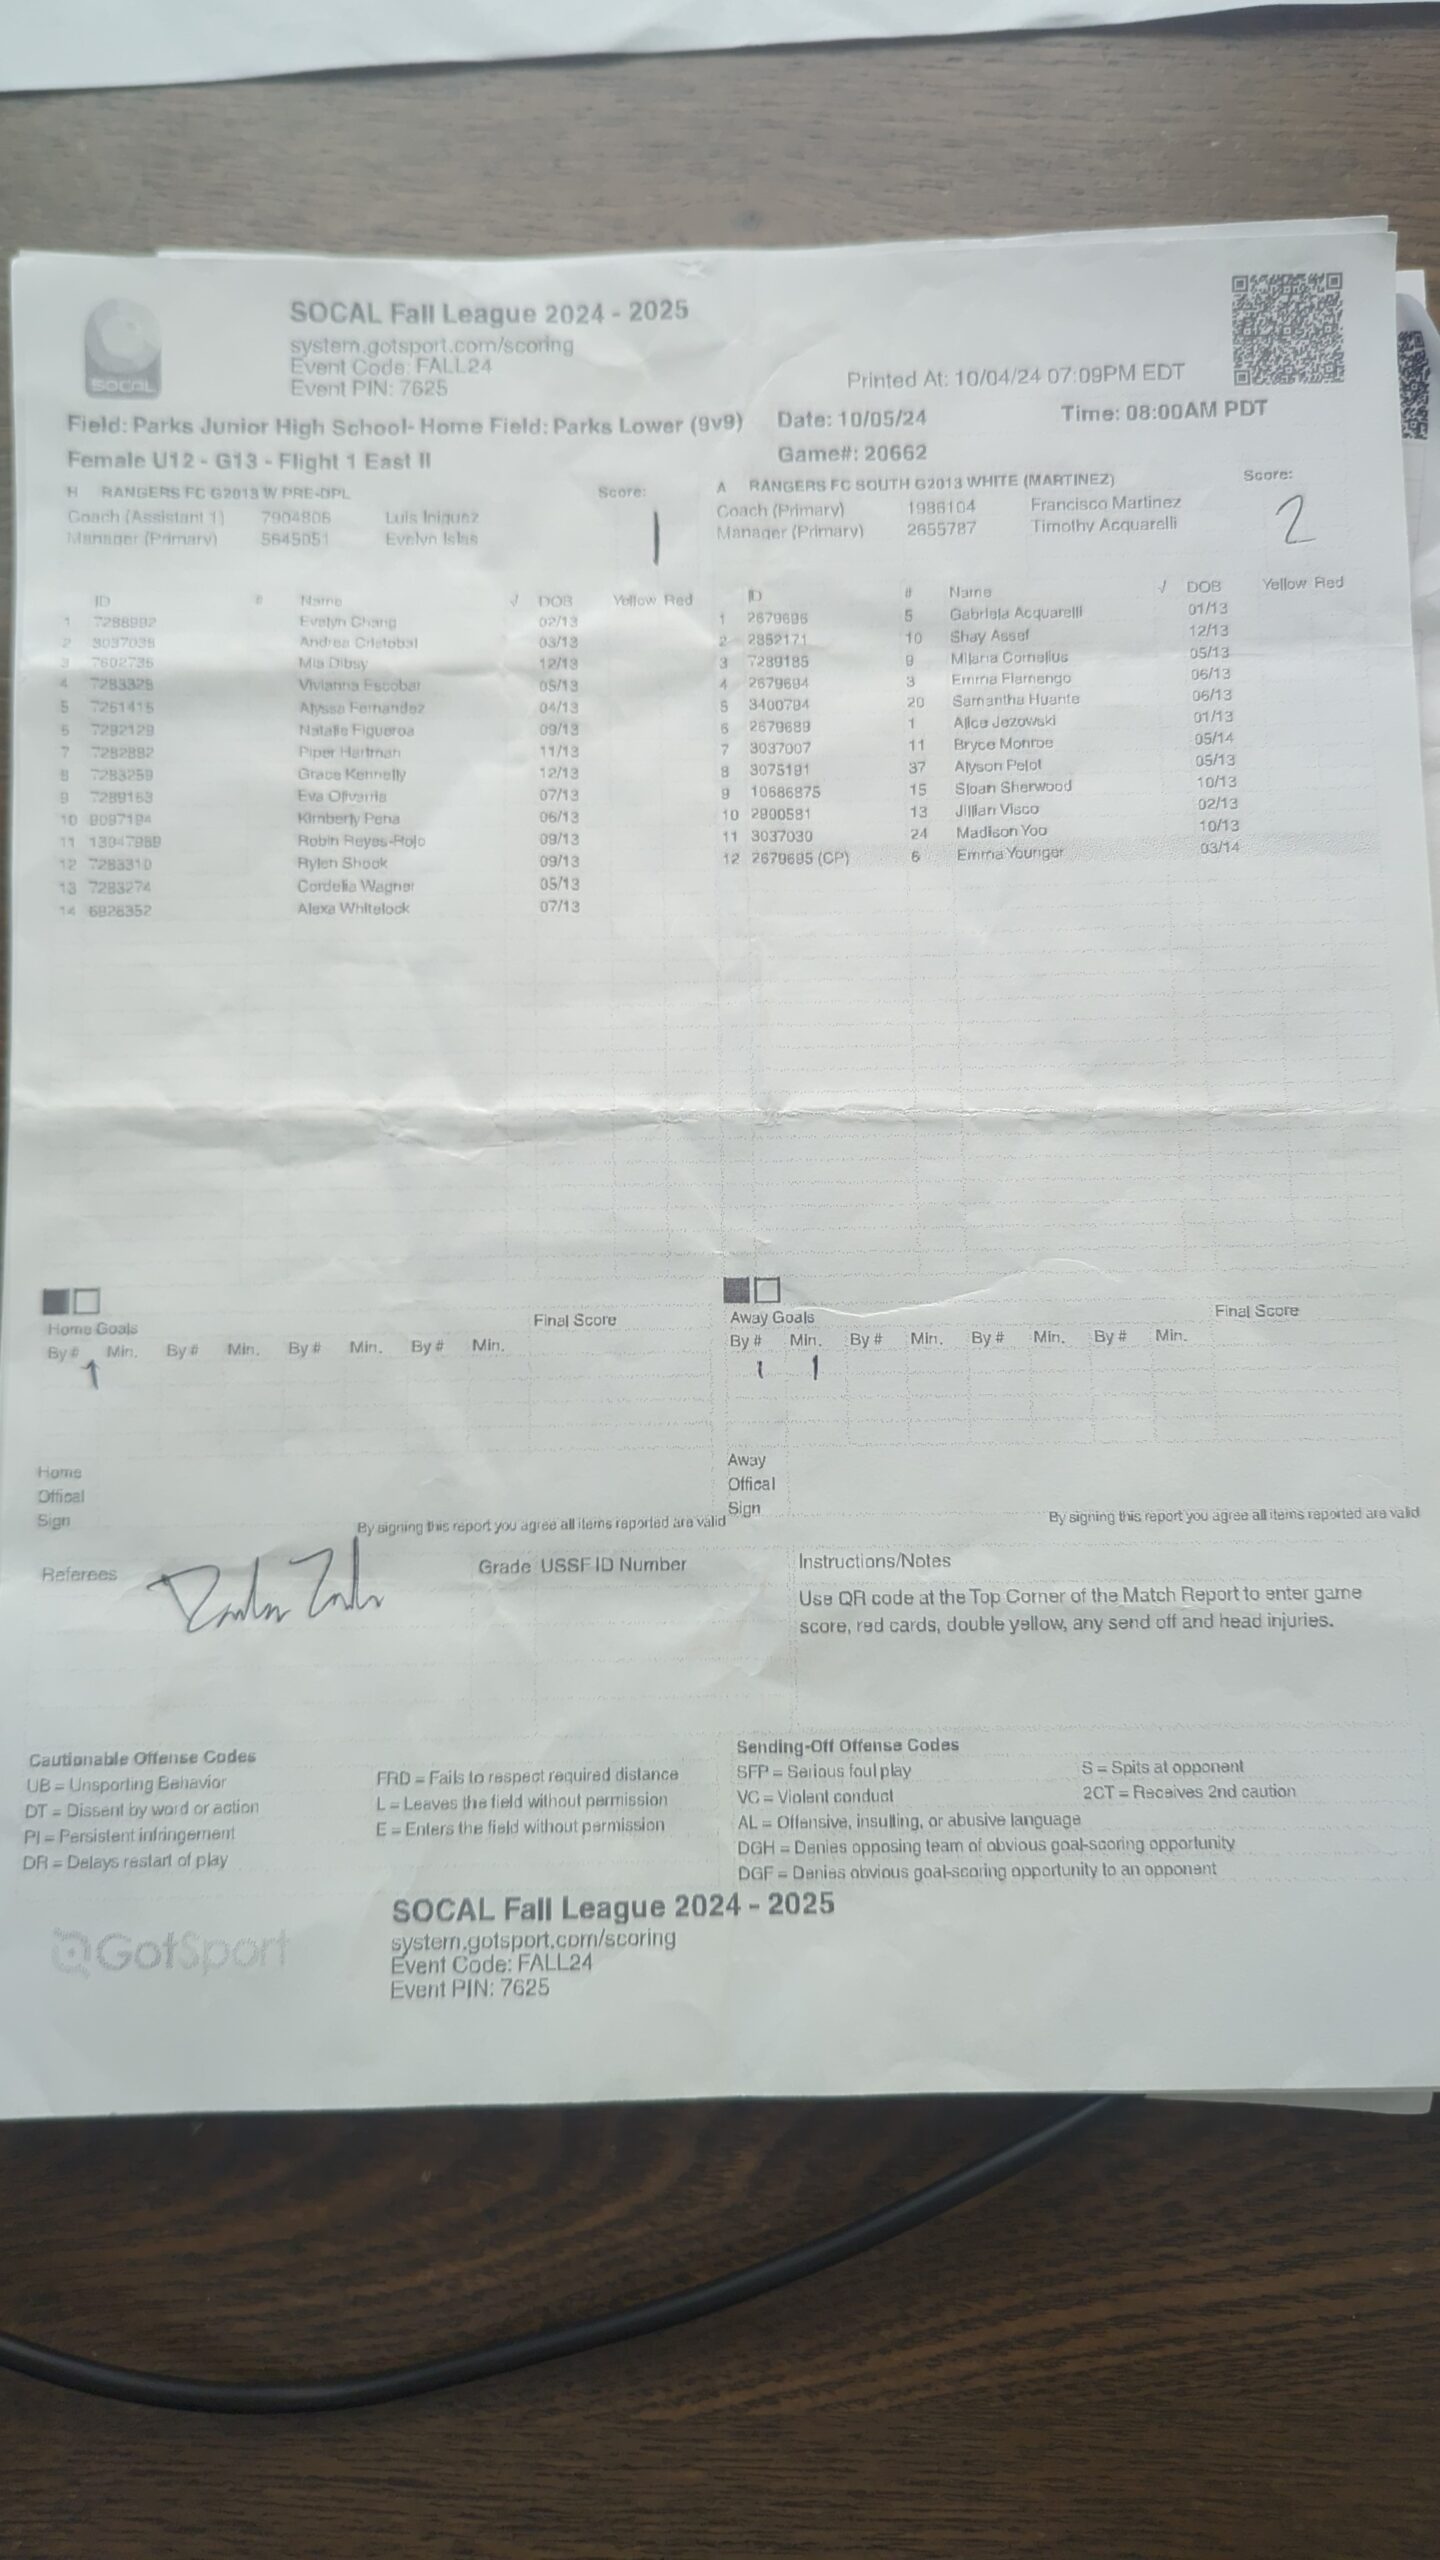 SOCAL
SOCAL Fall League 2024 - 2025
system.gotsport.com/scoring
Event Code: FALL24
Event PIN: 7625
Printed At: 10/04/24 07:09PM EDT
Field: Parks Junior High School- Home Field: Parks Lower (9v9) Date: 10/05/24 Time: 08:00AM PDT
Female U12 - G13 - Flight 1 East II Game#: 20662
H RANGERS FC G2013 W PRE-DPL Score: 1
Coach (Assistant 1) 7904806 Luis Iniguez
Manager (Primary) 5645051 Evelyn Islas
ID # Name √ DOB Yellow Red
1 7288992 Evelyn Chang 02/13
2 3037035 Andrea Cristobal 03/13
3 7602735 Mia Dibsy 12/13
4 7283328 Vivianna Escobar 05/13
5 7261415 Alyssa Fernandez 04/13
6 7292129 Natalie Figueroa 09/13
7 7282882 Piper Hartman 11/13
8 7283259 Grace Kennelly 12/13
9 7289163 Eva Olivarria 07/13
10 9097194 Kimberly Pena 06/13
11 13047989 Robin Reyes-Rojo 09/13
12 7283310 Rylen Shook 09/13
13 7283274 Cordelia Wagner 05/13
14 6928352 Alexa Whitelock 07/13
A RANGERS FC SOUTH G2013 WHITE (MARTINEZ) Score: 2
Coach (Primary) 1986104 Francisco Martinez
Manager (Primary) 2655787 Timothy Acquarelli
ID # Name √ DOB Yellow Red
1 2679696 5 Gabriela Acquarelli 01/13
2 2852171 10 Shay Assef 12/13
3 7289185 9 Milania Cornelius 05/13
4 2679694 3 Emma Flamengo 06/13
5 3400794 20 Samantha Huante 06/13
6 2679689 1 Alice Jezowski 01/13
7 3037007 11 Bryce Monroe 05/14
8 3075191 37 Alyson Pelot 05/13
9 10686875 15 Sloan Sherwood 10/13
10 2900581 13 Jillian Visco 02/13
11 3037030 24 Madison Yoo 10/13
12 2679695 (CP) 6 Emma Younger 03/14
Home Goals Final Score
By # Min. By # Min. By # Min. By # Min.
1
Away Goals Final Score
By # Min. By # Min. By # Min. By # Min.
1 1
Home
Offical
Sign
By signing this report you agree all items reported are valid
Away
Offical
Sign
By signing this report you agree all items reported are valid
Referees Grade USSF ID Number
Instructions/Notes
Use QR code at the Top Corner of the Match Report to enter game
score, red cards, double yellow, any send off and head injuries.
Cautionable Offense Codes
UB = Unsporting Behavior
DT = Dissent by word or action
PI = Persistent infringement
DR = Delays restart of play
FRD = Fails to respect required distance
L = Leaves the field without permission
E = Enters the field without permission
Sending-Off Offense Codes
SFP = Serious foul play
VC = Violent conduct
AL = Offensive, insulting, or abusive language
DGH = Denies opposing team of obvious goal-scoring opportunity
DGF = Denies obvious goal-scoring opportunity to an opponent
S = Spits at opponent
2CT = Receives 2nd caution
GotSport
SOCAL Fall League 2024 - 2025
system.gotsport.com/scoring
Event Code: FALL24
Event PIN: 7625